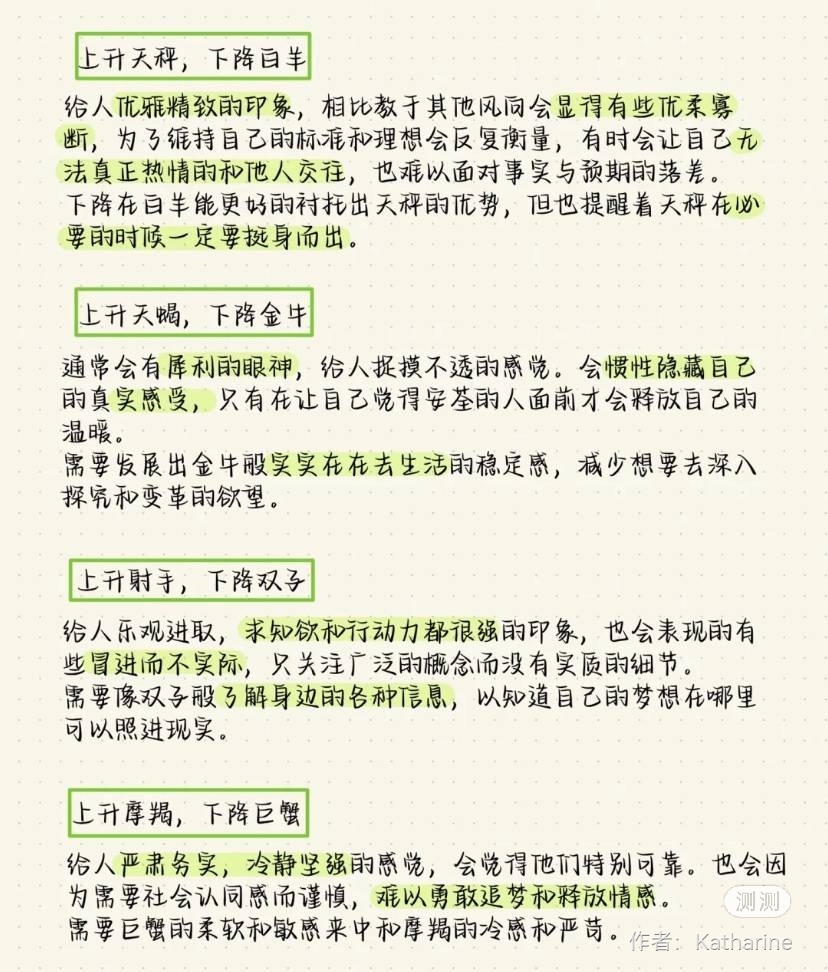 上升天秤，下降白羊
给人优雅精致的印象，相比较于其他风向会显得有些优柔寡
断，为了维持自己的标准和理想会反复衡量，有时会让自己无
法真正热情的和他人交往，也难以面对事实与预期的落差。
下降在白羊能更好的衬托出天秤的优势，但也提醒着天秤在必
要的时候一定要挺身而出。
上升天蝎，下降金牛
通常会有犀利的眼神，给人捉摸不透的感觉。会惯性隐藏自己
的真实感受，只有在让自己觉得安荃的人面前才会释放自己的
温暖。
需要发展出金牛般实实在在去生活的稳定感，减少想要去深入
探究和变革的欲望。
上升射手，下降双子
给人乐观进取，求知欲和行动力都很强的印象，也会表现的有
些冒进而不实际，只关注广泛的概念而没有实质的细节。
需要像双子般了解身边的各种信息，以知道自己的梦想在哪里
可以照进现实。
上升摩羯，下降巨蟹
给人严肃务实，冷静坚强的感觉，会觉得他们特别可靠。也会因
为需要社会认同感而谨慎，难以勇敢追梦和释放情感。
需要巨蟹的柔软和敏感来中和摩羯的冷感和严苛。
测测
作者：Katharine